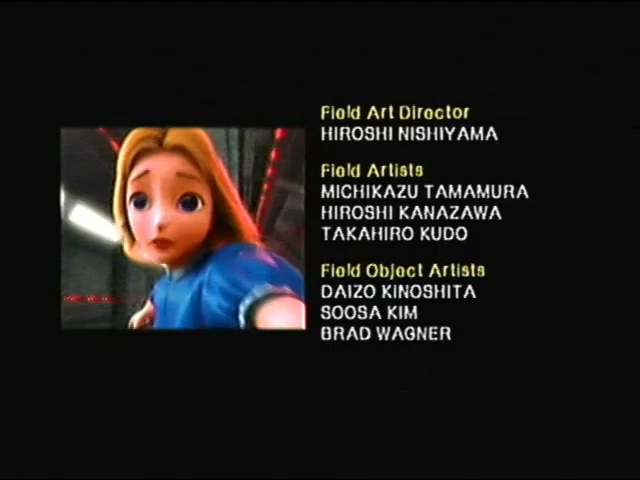 Field Art Director
HIROSHI NISHIYAMA
Field Artists
MICHIKAZU TAMAMURA
HIROSHI KANAZAWA
TAKAHIRO KUDO
Field Object Artists
DAIZO KINOSHITA
SOOSA KIM
BRAD WAGNER